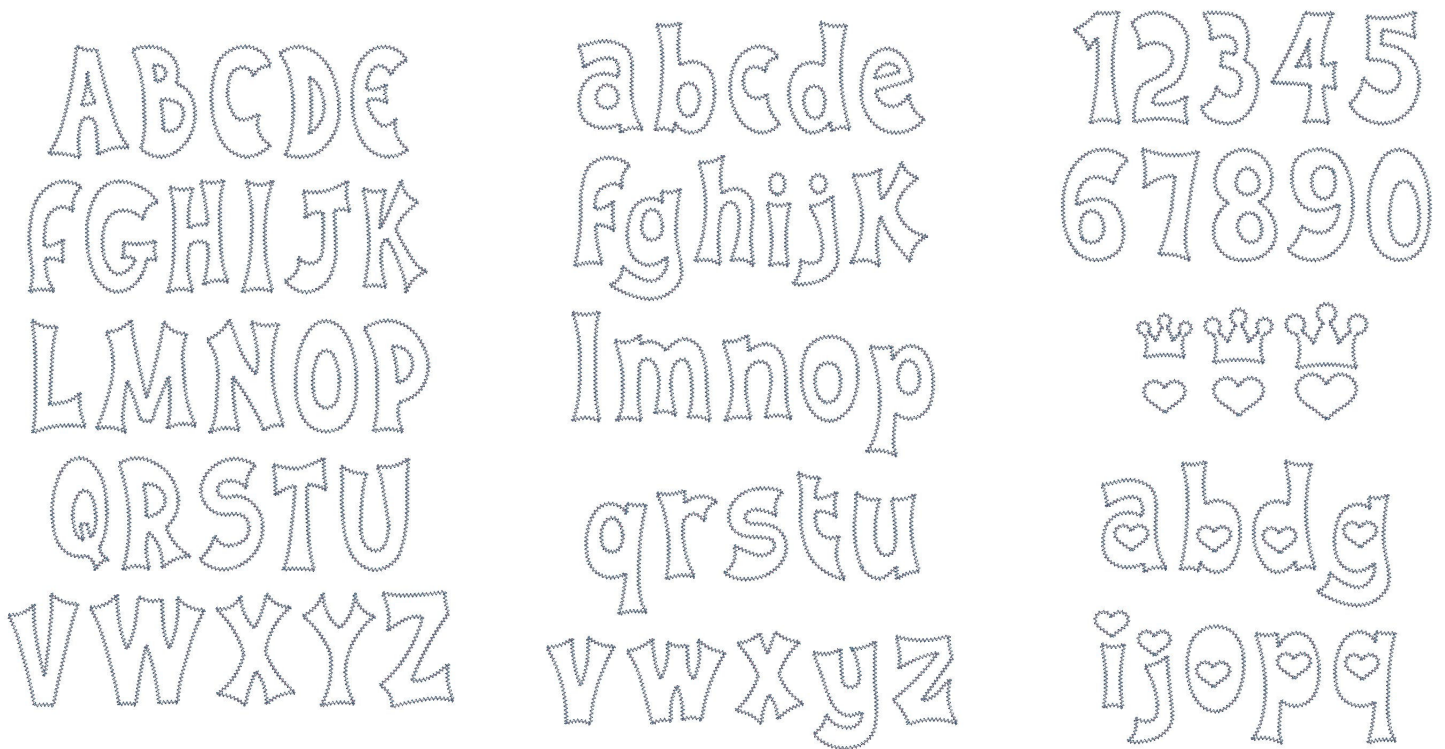 ABCDE
FGHIJK
LMNOP
QRSTU
VWXYZ
abcde
fghijk
lmnop
qrstu
vwxyz
12345
67890
abdg
ijopq